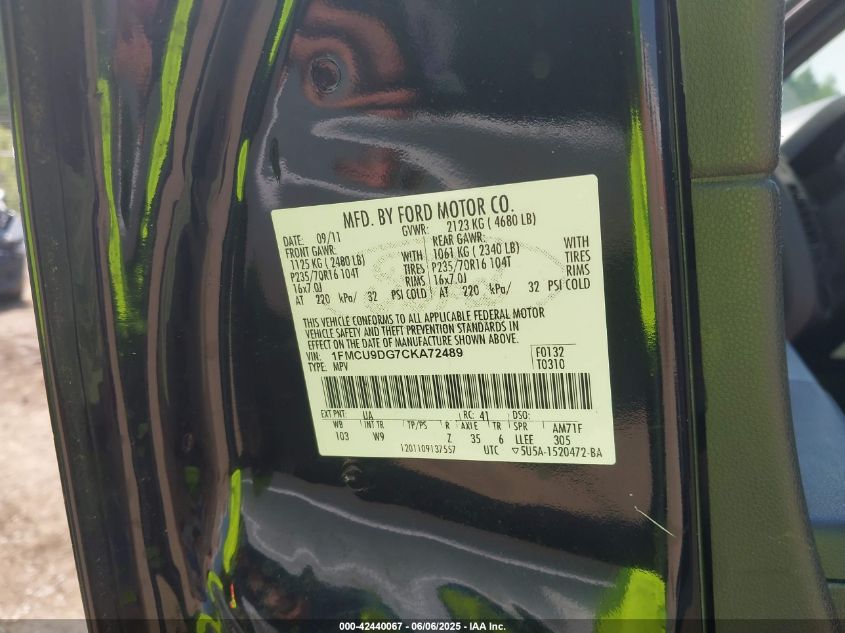 MFD. BY FORD MOTOR CO.
DATE: 09/11 GVWR: 2123 KG ( 4680 LB)
FRONT GAWR: REAR GAWR:
1125 KG ( 2480 LB) WITH 1061 KG ( 2340 LB) WITH
P235/70R16 104T TIRES P235/70R16 104T TIRES
16x7.0J RIMS 16x7.0J RIMS
AT 220 kPa/ 32 PSI COLD AT 220 kPa/ 32 PSI COLD
THIS VEHICLE CONFORMS TO ALL APPLICABLE FEDERAL MOTOR
VEHICLE SAFETY AND THEFT PREVENTION STANDARDS IN
EFFECT ON THE DATE OF MANUFACTURE SHOWN ABOVE.
VIN: 1FMCU9DG7CKA72489 F0132
TYPE: MPV T0310
EXT PNT: UA RC: 41 DSO:
WB INT TR TP/PS R AXLE TR SPR AM71F
103 W9 Z 35 6 LLEE 305
1201109137557 UTC ▽5U5A-1520472-BA
000-42440067 - 06/06/2025 - IAA Inc.